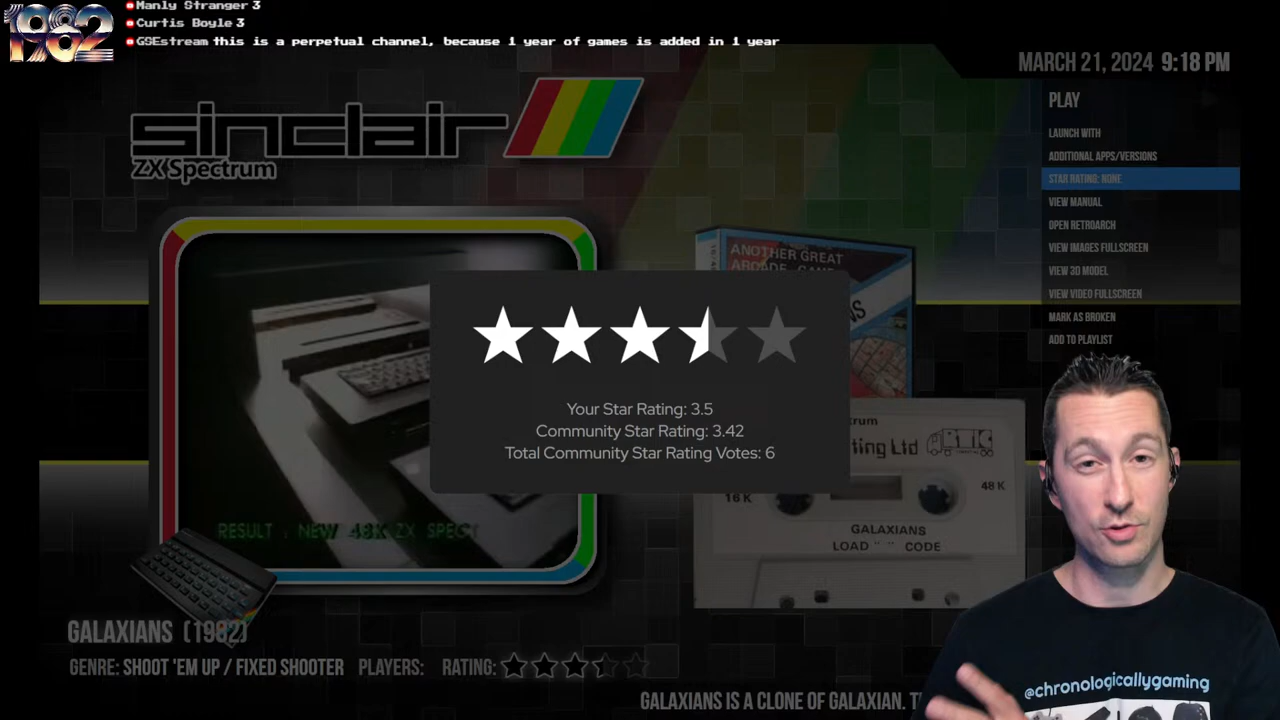 1982
1982
Manly Stranger 3
Curtis Boyle 3
GSEstream this is a perpetual channel, because 1 year of games is added in 1 year
MARCH 21, 2024 9:18 PM
sinclair
ZX Spectrum
PLAY
LAUNCH WITH
ADDITIONAL APPS/VERSIONS
STAR RATING: NONE
VIEW MANUAL
OPEN RETROARCH
VIEW IMAGES FULLSCREEN
VIEW 3D MODEL
VIEW VIDEO FULLSCREEN
MARK AS BROKEN
ADD TO PLAYLIST
ANOTHER GREAT
ARCADE GAME
Your Star Rating: 3.5
Community Star Rating: 3.42
Total Community Star Rating Votes: 6
Ltd
16 K
48 K
GALAXIANS
LOAD " " CODE
RESULT : NEW 48K ZX SPECT
GALAXIANS (1982)
GENRE: SHOOT 'EM UP / FIXED SHOOTER PLAYERS: RATING:
GALAXIANS IS A CLONE OF GALAXIAN.
@chronologicallygaming